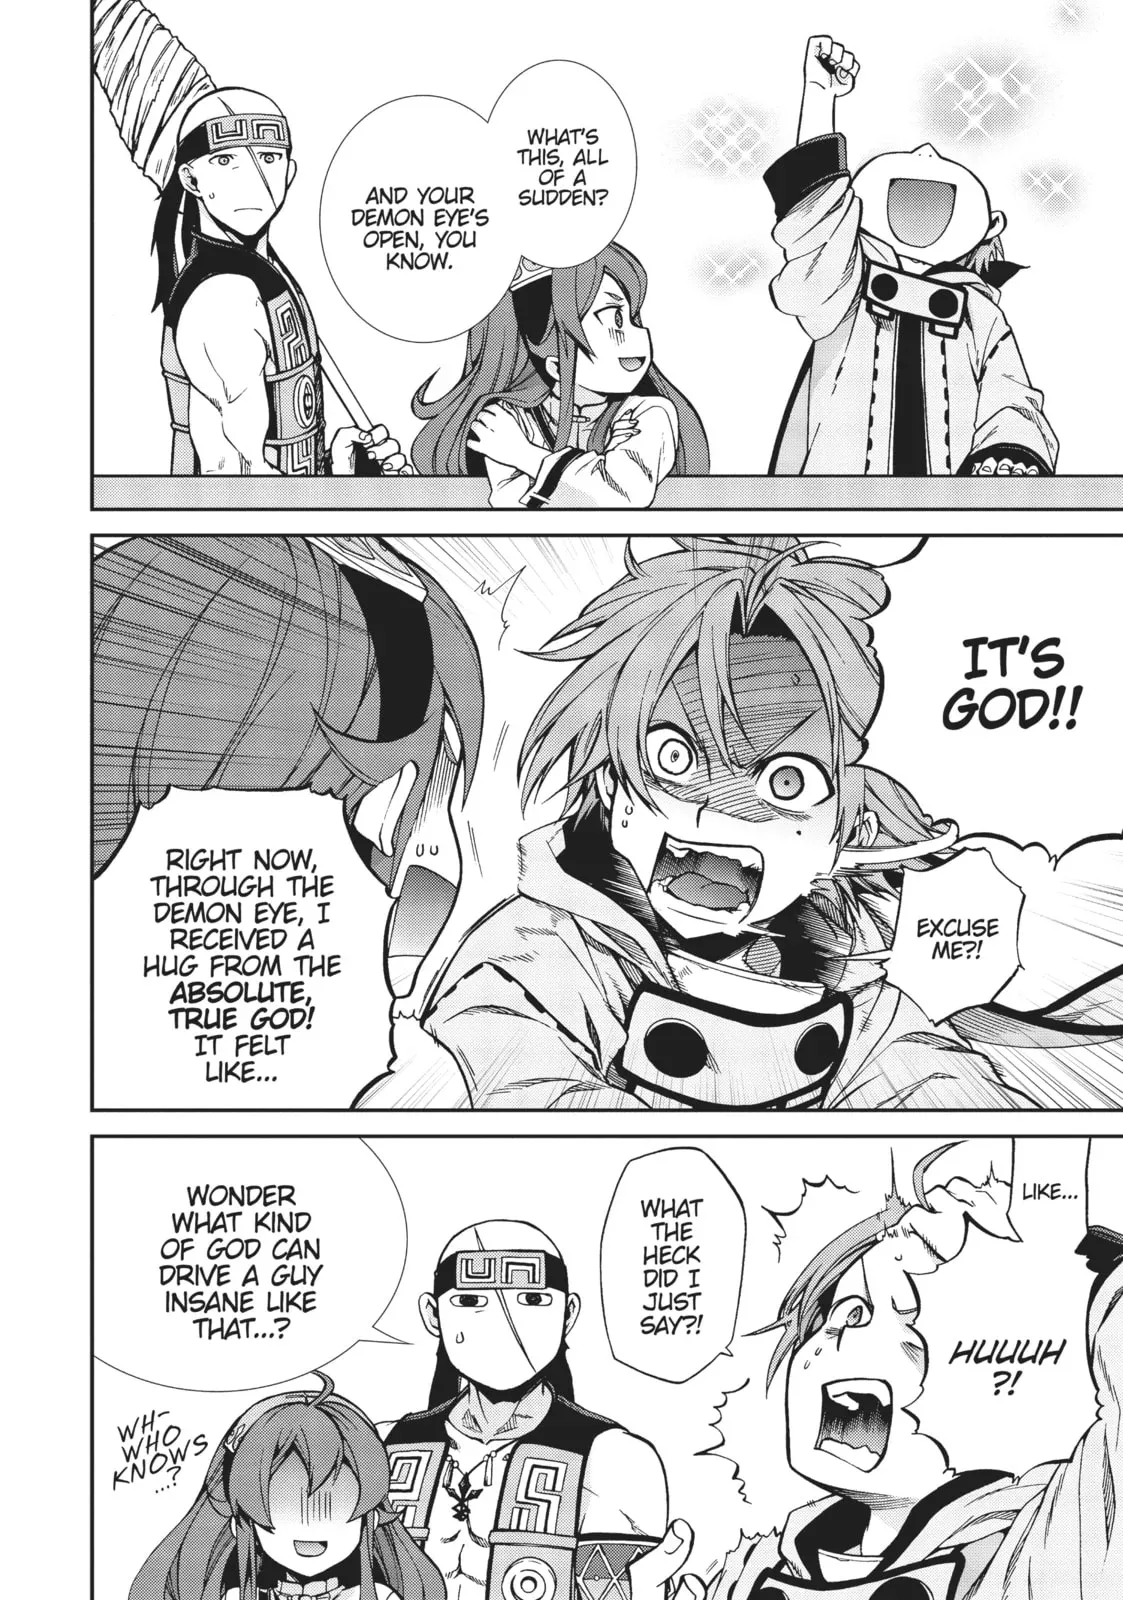 WHAT'S
THIS, ALL
OF A
SUDDEN?
AND YOUR
DEMON EYE'S
OPEN, YOU
KNOW.
IT'S
GOD!!
EXCUSE
ME?!
RIGHT NOW,
THROUGH THE
DEMON EYE, I
RECEIVED A
HUG FROM THE
ABSOLUTE,
TRUE GOD!
IT FELT
LIKE...
LIKE...
HUUUH
?!
WHAT
THE
HECK
DID I
JUST
SAY?!
WONDER
WHAT KIND
OF GOD CAN
DRIVE A GUY
INSANE LIKE
THAT...?
WH-
WHO
KNOWS
...?